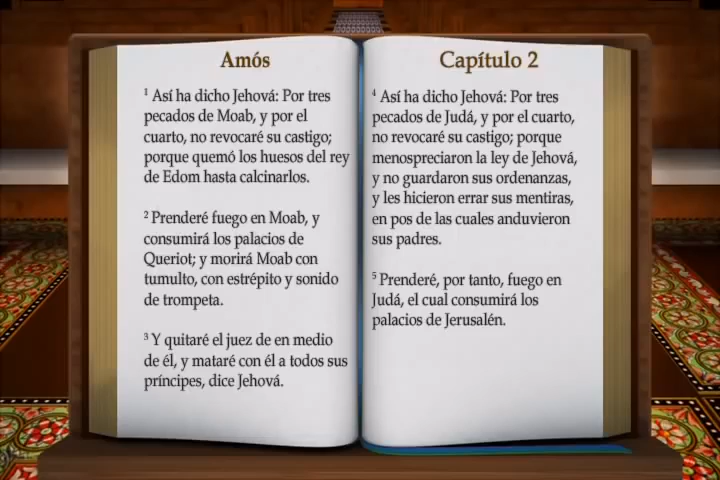 Amós
¹ Así ha dicho Jehová: Por tres
pecados de Moab, y por el
cuarto, no revocaré su castigo;
porque quemó los huesos del rey
de Edom hasta calcinarlos.
² Prenderé fuego en Moab, y
consumirá los palacios de
Queriot; y morirá Moab con
tumulto, con estrépito y sonido
de trompeta.
³ Y quitaré el juez de en medio
de él, y mataré con él a todos sus
príncipes, dice Jehová.
Capítulo 2
⁴ Así ha dicho Jehová: Por tres
pecados de Judá, y por el cuarto,
no revocaré su castigo; porque
menospreciaron la ley de Jehová,
y no guardaron sus ordenanzas,
y les hicieron errar sus mentiras,
en pos de las cuales anduvieron
sus padres.
⁵ Prenderé, por tanto, fuego en
Judá, el cual consumirá los
palacios de Jerusalén.